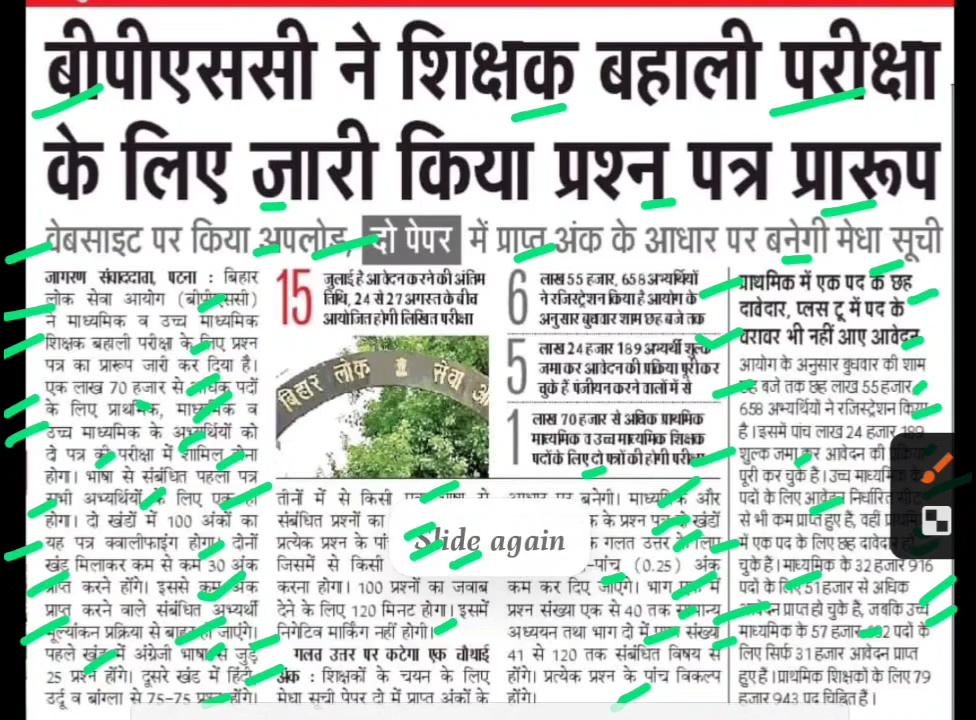 बीपीएससी ने शिक्षक बहाली परीक्षा
के लिए जारी किया प्रश्न पत्र प्रारूप
वेबसाइट पर किया अपलोड, दो पेपर में प्राप्त अंक के आधार पर बनेगी मेधा सूची
जागरण संवाददाता, पटना : बिहार
लोक सेवा आयोग (बीपीएससी)
ने माध्यमिक व उच्च माध्यमिक
शिक्षक बहाली परीक्षा के लिए प्रश्न
पत्र का प्रारूप जारी कर दिया है।
एक लाख 70 हजार से अधिक पदों
के लिए प्राथमिक, माध्यमिक व
उच्च माध्यमिक के अभ्यर्थियों को
दो पत्र की परीक्षा में शामिल होना
होगा। भाषा से संबंधित पहला पत्र
सभी अभ्यर्थियों के लिए एक ही
होगा। दो खंडों में 100 अंकों का
यह पत्र क्वालीफाइंग होगा। दोनों
खंड मिलाकर कम से कम 30 अंक
प्राप्त करने होंगे। इससे कम अंक
प्राप्त करने वाले संबंधित अभ्यर्थी
मूल्यांकन प्रक्रिया से बाहर हो जाएंगे।
पहले खंड में अंग्रेजी भाषा से जुड़े
25 प्रश्न होंगे। दूसरे खंड में हिंदी,
उर्दू व बांग्ला से 75-75 प्रश्न होंगे।
15 जुलाई है आवेदन करने की अंतिम
तिथि, 24 से 27 अगस्त के बीच
आयोजित होगी लिखित परीक्षा
बिहार लोक सेवा आ
6 लाख 55 हजार, 658 अभ्यर्थियों
ने रजिस्ट्रेशन किया है आयोग के
अनुसार बुधवार शाम छह बजे तक
5 लाख 24 हजार 189 अभ्यर्थी शुल्क
जमा कर आवेदन की प्रक्रिया पूरी कर
चुके हैं पंजीयन करने वालों में से
1 लाख 70 हजार से अधिक प्राथमिक
माध्यमिक व उच्च माध्यमिक शिक्षक
पदों के लिए दो पत्रों की होगी परीक्षा
तीनों में से किसी एक भाषा से
संबंधित प्रश्नों का
प्रत्येक प्रश्न के पां
जिसमें से किसी
करना होगा। 100 प्रश्नों का जवाब
देने के लिए 120 मिनट होगा। इसमें
निगेटिव मार्किंग नहीं होगी।
गलत उत्तर पर कटेगा एक चौथाई
अंक : शिक्षकों के चयन के लिए
मेधा सूची पेपर दो में प्राप्त अंकों के
आधार पर बनेगी। माध्यमिक और
क के प्रश्न पत्र दो खंडों
गलत उत्तर के लिए
-पांच (0.25) अंक
कम कर दिए जाएंगे। भाग एक में
प्रश्न संख्या एक से 40 तक सामान्य
अध्ययन तथा भाग दो में प्रश्न संख्या
41 से 120 तक संबंधित विषय से
होंगे। प्रत्येक प्रश्न के पांच विकल्प
होंगे।
Slide again
प्राथमिक में एक पद के छह
दावेदार, प्लस टू में पद के
बराबर भी नहीं आए आवेदन
आयोग के अनुसार बुधवार की शाम
छह बजे तक छह लाख 55 हजार
658 अभ्यर्थियों ने रजिस्ट्रेशन किया
है। इसमें पांच लाख 24 हजार 189
शुल्क जमा कर आवेदन की प्रक्रिया
पूरी कर चुके है। उच्च माध्यमिक के
पदों के लिए आवेदन निर्धारित सीट
से भी कम प्राप्त हुए है, वहीं प्राथमिक
में एक पद के लिए छह दावेदार हो
चुके हैं। माध्यमिक के 32 हजार 916
पदों के लिए 51 हजार से अधिक
आवेदन प्राप्त हो चुके है, जबकि उच्च
माध्यमिक के 57 हजार पदों के
लिए सिर्फ 31 हजार आवेदन प्राप्त
हुए हैं। प्राथमिक शिक्षकों के लिए 79
हजार 943 पद चिह्नित हैं।